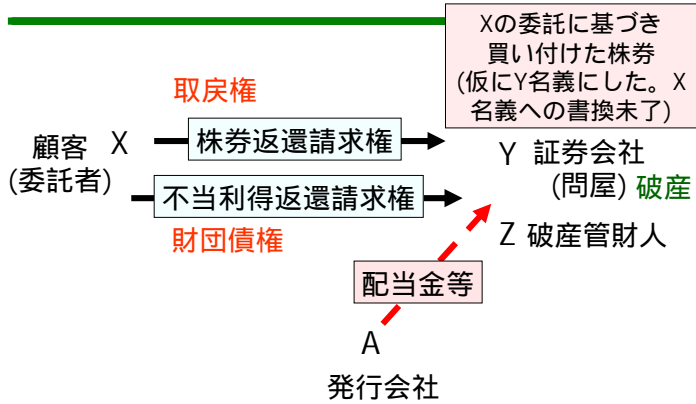 Xの委託に基づき
買い付けた株券
(仮にY名義にした。X
名義への書換未了)
取戻権
株券返還請求権
顧客 X
(委託者)
Y 証券会社
(問屋) 破産
不当利得返還請求権
財団債権
Z 破産管財人
配当金等
A
発行会社